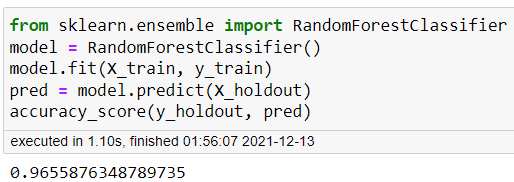 from sklearn.ensemble import RandomForestClassifier
model = RandomForestClassifier()
model.fit(X_train, y_train)
pred = model.predict(X_holdout)
accuracy_score(y_holdout, pred)
executed in 1.10s, finished 01:56:07 2021-12-13
0.9655876348789735